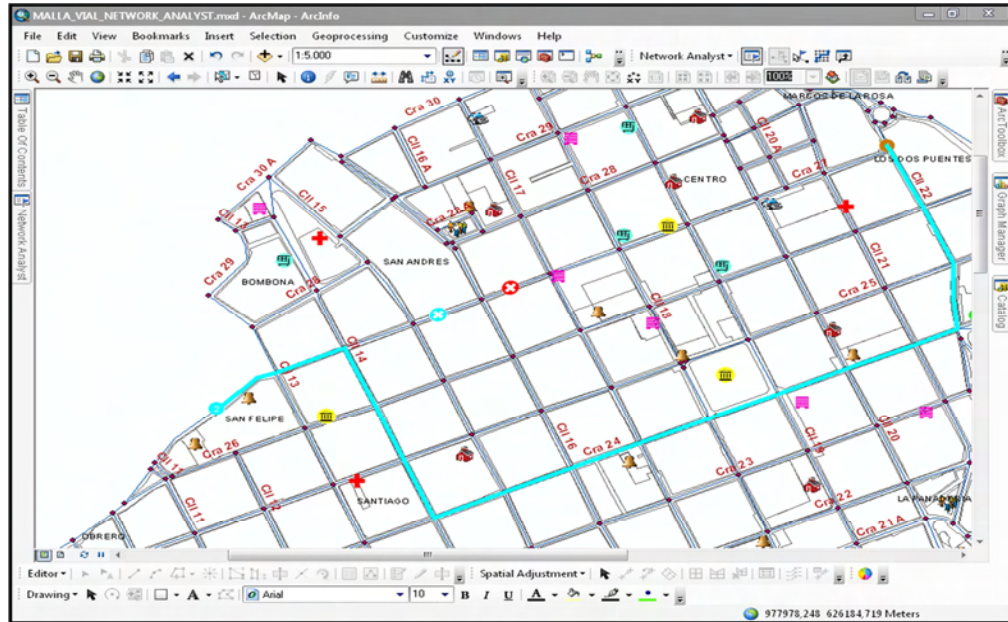 MALLA_VIAL_NETWORK_ANALYST.mxd - ArcMap - ArcInfo
File Edit View Bookmarks Insert Selection Geoprocessing Customize Windows Help
1:5.000
Network Analyst
100%
Table Of Contents
Network Analyst
ArcToolbox
Graph Manager
Catalog
MARCOS DE LA ROSA
Cra 30
Cra 29
Cll 20 A
LOS DOS PUENTES
Cll 16 A
Cra 27
Cra 28
CENTRO
Cra 30 A
Cll 17
Cll 22
Cll 15
Cra 29
SAN ANDRES
Cll 21
BOMBONA
Cra 28
Cra 25
Cll 18
Cll 14
Cll 13
SAN FELIPE
Cra 26
Cra 24
Cll 16
Cll 19
Cll 20
Cll 11
Cra 23
SANTIAGO
Cll 11
Cll 12
Cra 22
Cra 21 A
OBRERO
2
Editor
Spatial Adjustment
Drawing
A
Arial
10
B I U A
977978,248 626184,719 Meters